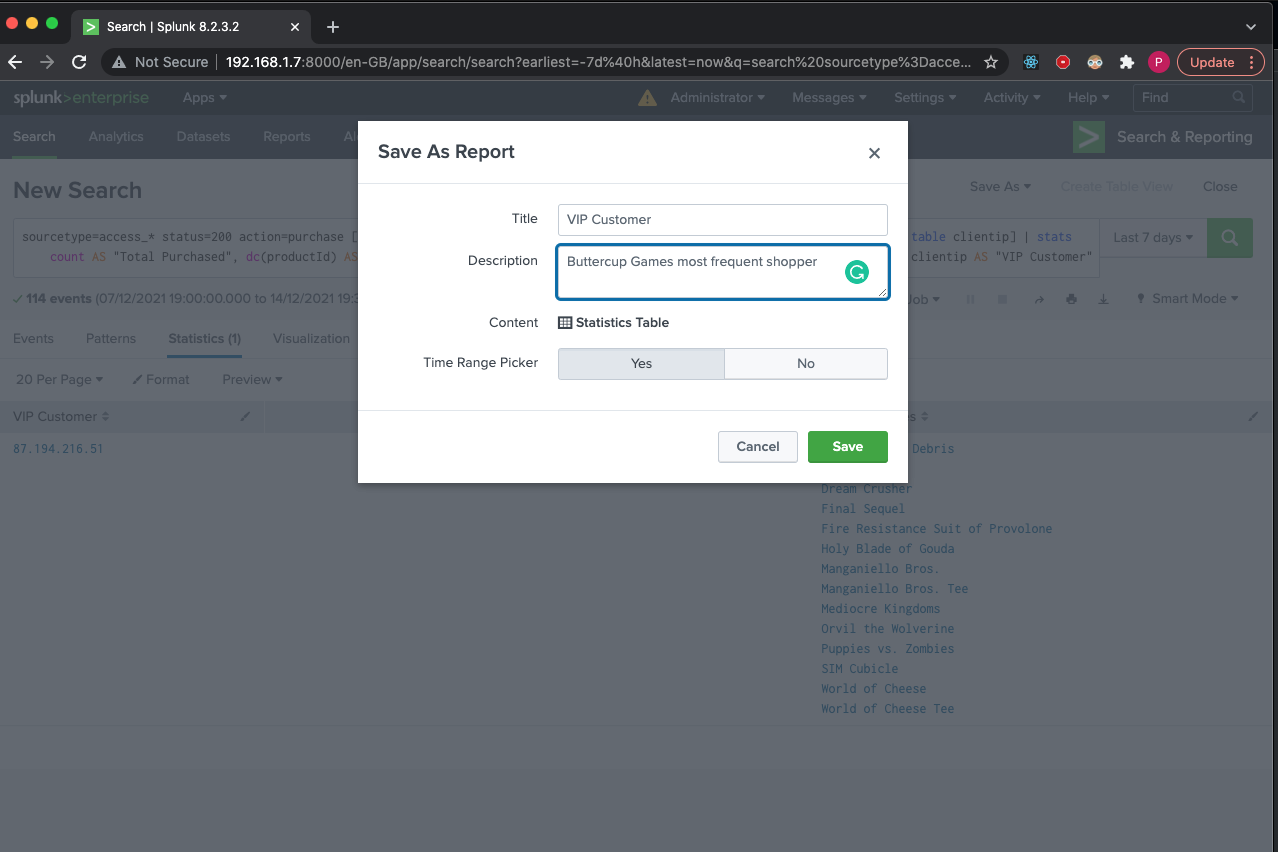 Search | Splunk 8.2.3.2
Not Secure 192.168.1.7:8000/en-GB/app/search/search?earliest=-7d%40h&latest=now&q=search%20sourcetype%3Dacce... P Update
splunk>enterprise Apps Administrator Messages Settings Activity Help Find
Search Analytics Datasets Reports Search & Reporting
Save As Report
New Search Save As Create Table View Close
Title VIP Customer
sourcetype=access_* status=200 action=purchase [ table clientip] | stats Last 7 days
count AS "Total Purchased", dc(productId) AS clientip AS "VIP Customer"
Description Buttercup Games most frequent shopper
114 events (07/12/2021 19:00:00.000 to 14/12/2021 Job Smart Mode
Content Statistics Table
Events Patterns Statistics (1) Visualization
Time Range Picker Yes No
20 Per Page Format Preview
VIP Customer
Cancel Save
87.194.216.51 Debris
Dream Crusher
Final Sequel
Fire Resistance Suit of Provolone
Holy Blade of Gouda
Manganiello Bros.
Manganiello Bros. Tee
Mediocre Kingdoms
Orvil the Wolverine
Puppies vs. Zombies
SIM Cubicle
World of Cheese
World of Cheese Tee